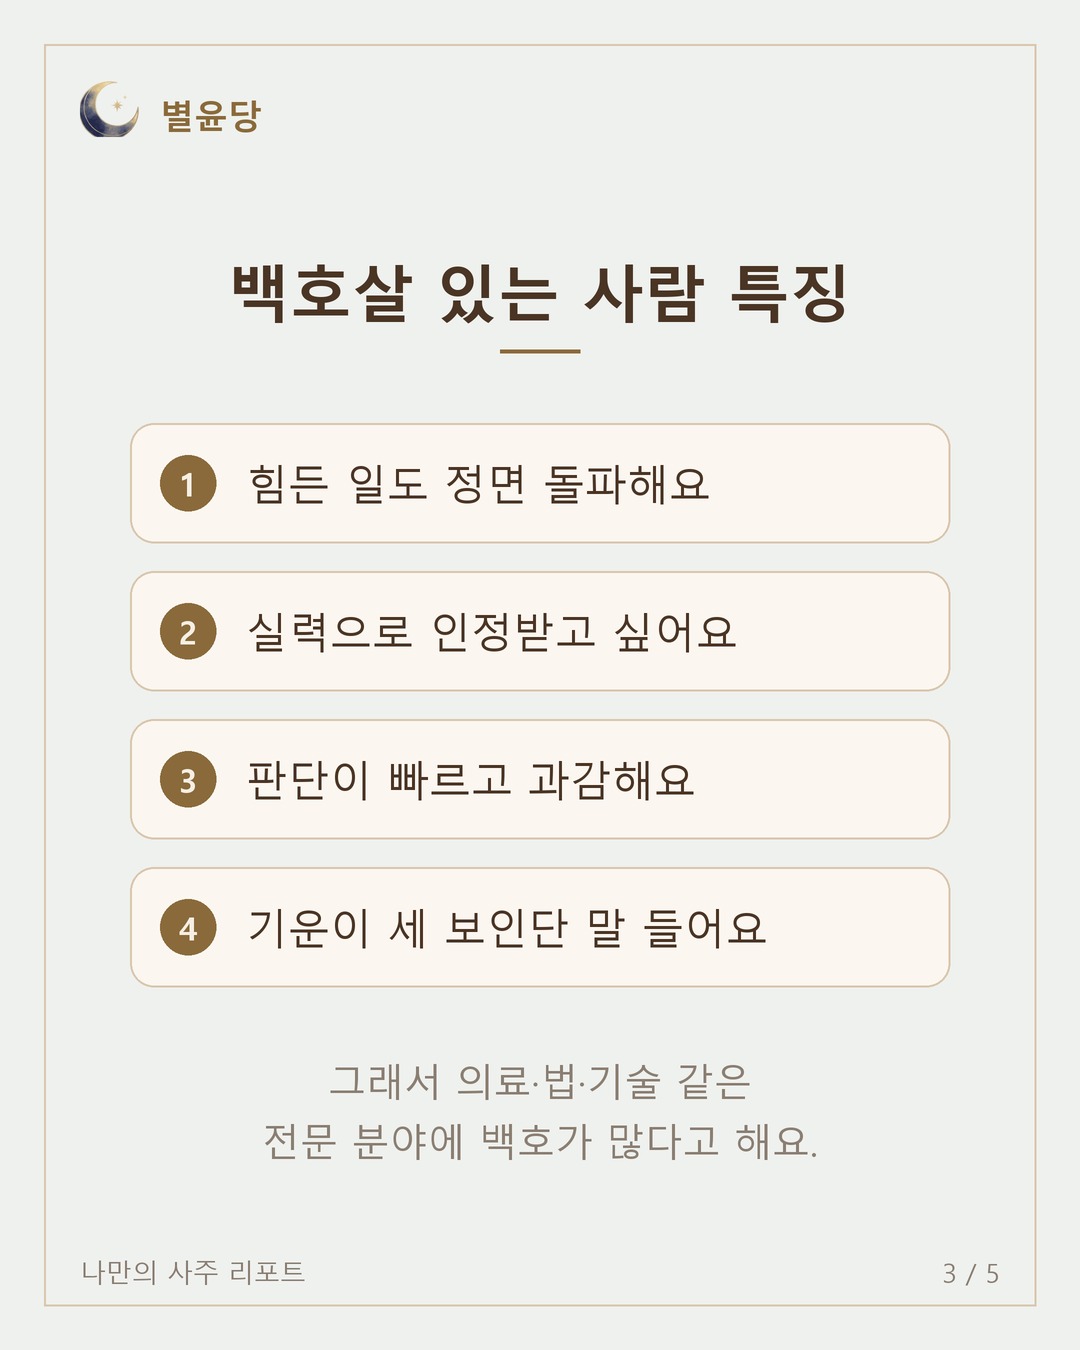 별윤당
백호살 있는 사람 특징
1 힘든 일도 정면 돌파해요
2 실력으로 인정받고 싶어요
3 판단이 빠르고 과감해요
4 기운이 세 보인단 말 들어요
그래서 의료·법·기술 같은
전문 분야에 백호가 많다고 해요.
나만의 사주 리포트
3 / 5